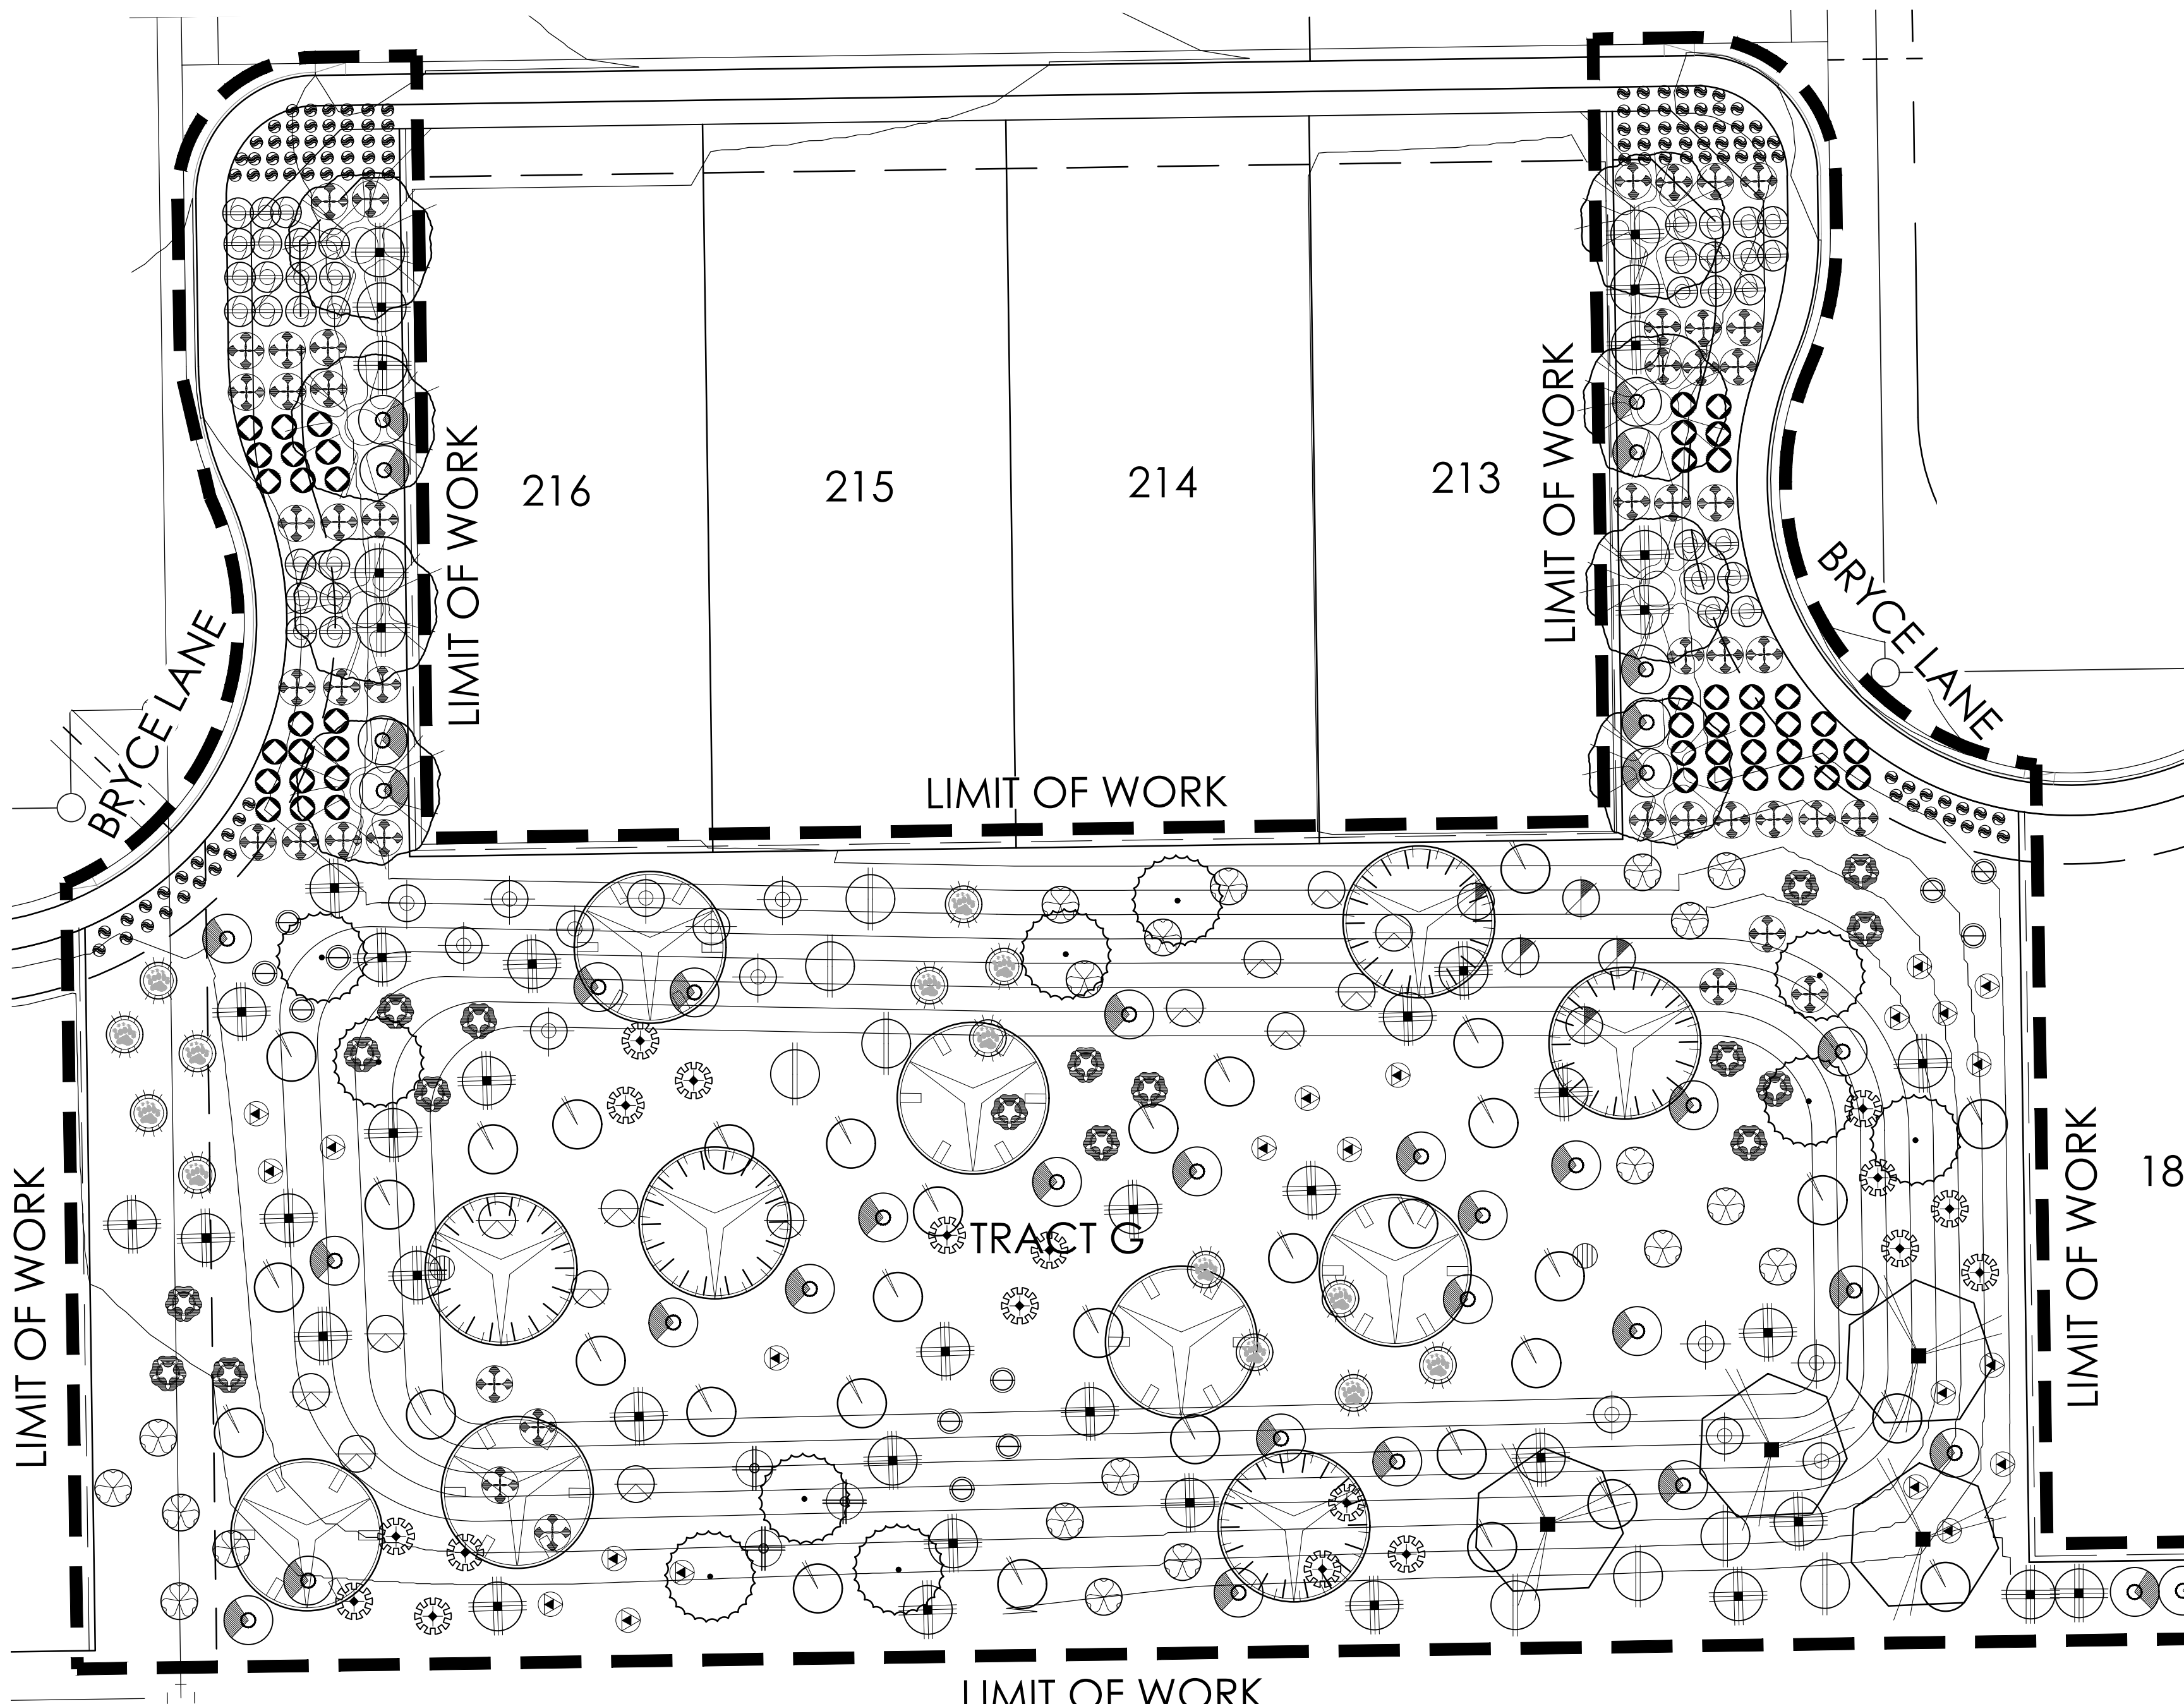 LIMIT OF WORK
216
215
214
213
LIMIT OF WORK
BRYCE LANE
BRYCE LANE
LIMIT OF WORK
LIMIT OF WORK
TRACT G
LIMIT OF WORK
18
LIMIT OF WORK